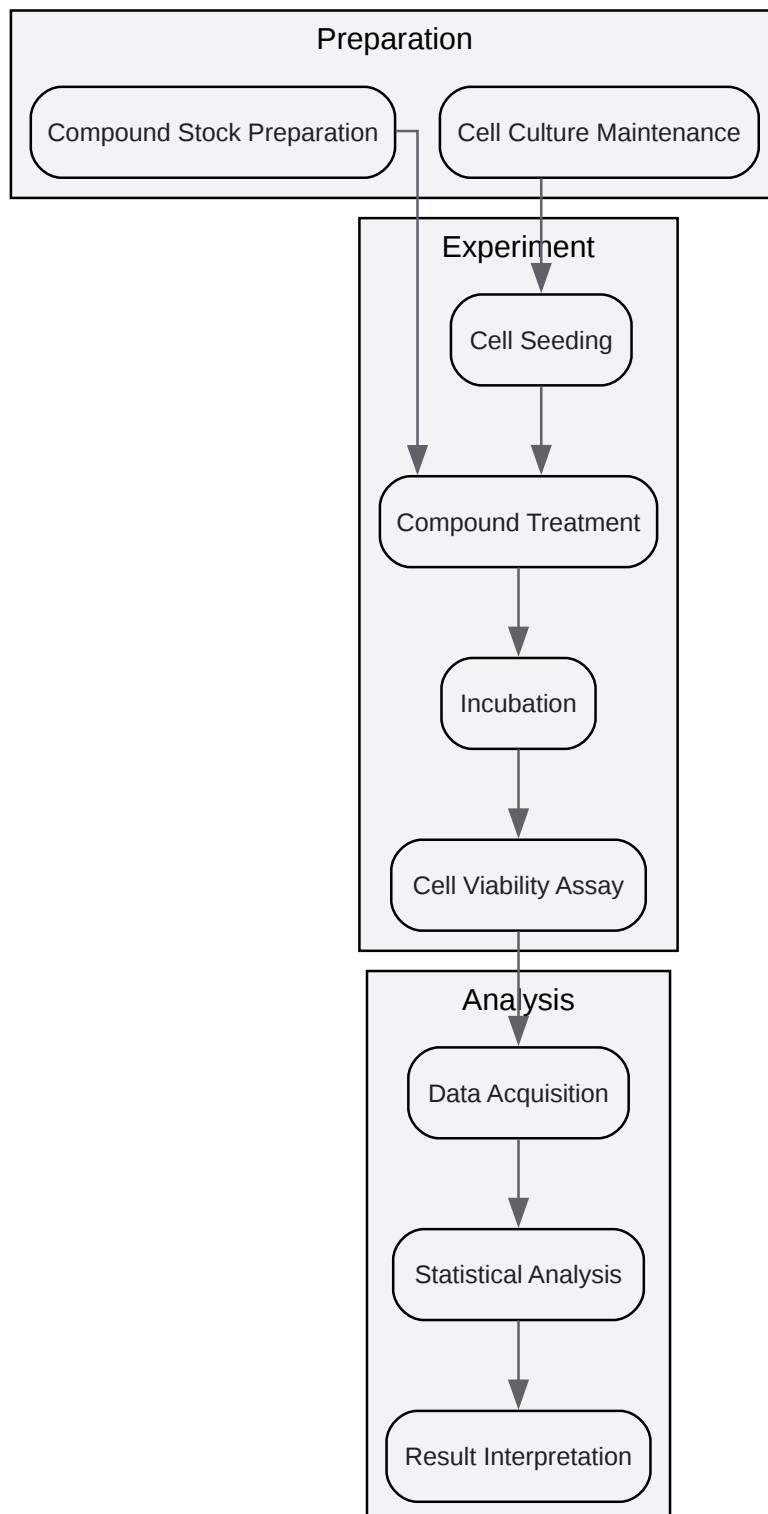 Preparation
Compound Stock Preparation
Cell Culture Maintenance
Experiment
Cell Seeding
Compound Treatment
Incubation
Cell Viability Assay
Analysis
Data Acquisition
Statistical Analysis
Result Interpretation